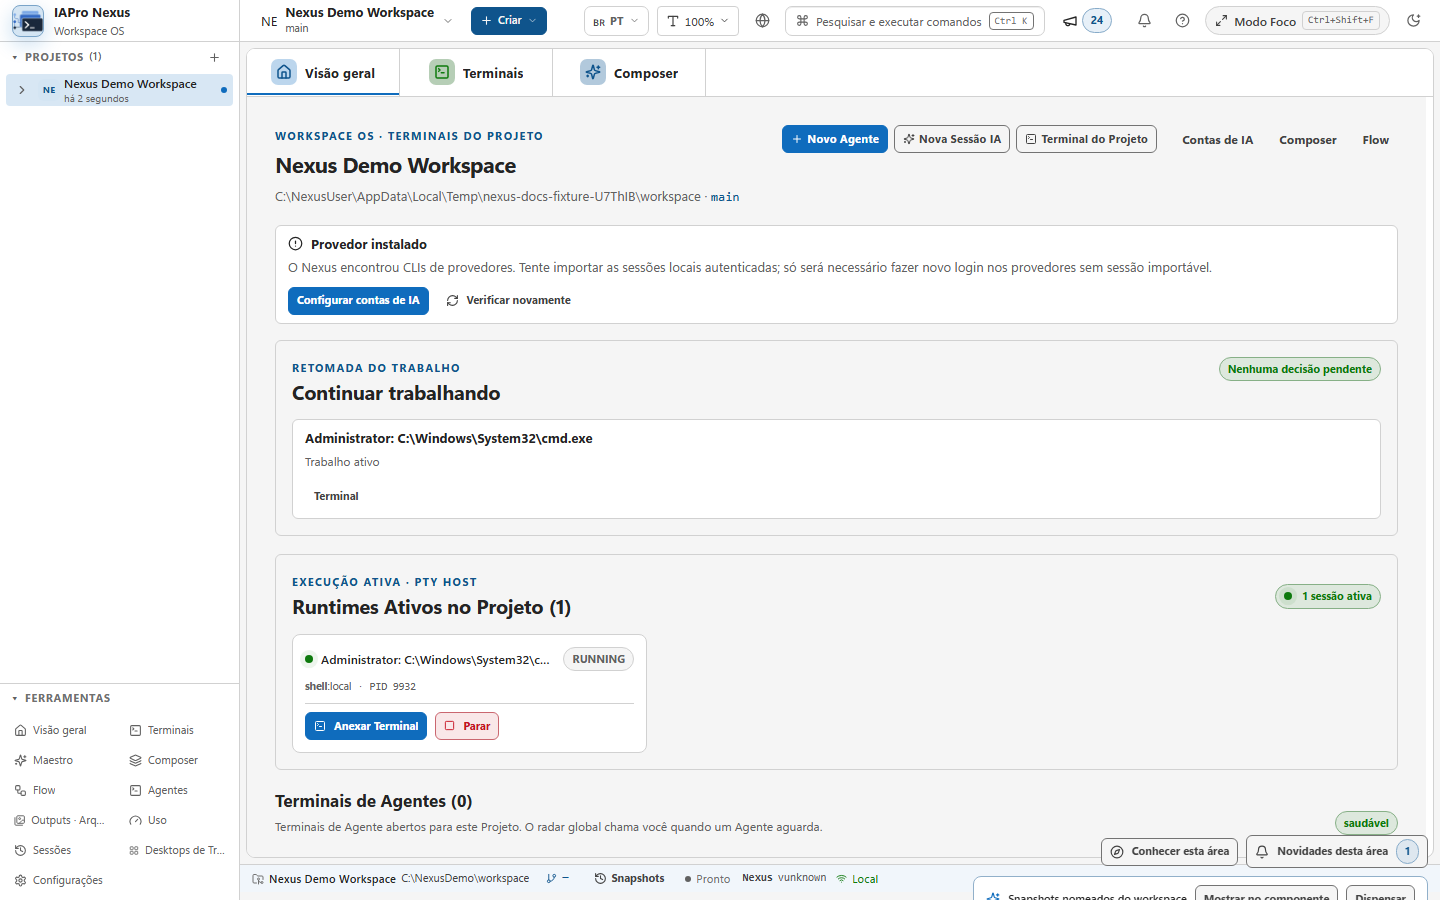 IAPro Nexus
Workspace OS
NE
Nexus Demo Workspace
main
Criar
BR PT
100%
Pesquisar e executar comandos
Ctrl K
24
Modo Foco
Ctrl+Shift+F
PROJETOS (1)
NE
Nexus Demo Workspace
há 2 segundos
Visão geral
Terminais
Composer
WORKSPACE OS · TERMINAIS DO PROJETO
Nexus Demo Workspace
C:\NexusUser\AppData\Local\Temp\nexus-docs-fixture-U7ThIB\workspace · main
Novo Agente
Nova Sessão IA
Terminal do Projeto
Contas de IA
Composer
Flow
Provedor instalado
O Nexus encontrou CLIs de provedores. Tente importar as sessões locais autenticadas; só será necessário fazer novo login nos provedores sem sessão importável.
Configurar contas de IA
Verificar novamente
RETOMADA DO TRABALHO
Continuar trabalhando
Nenhuma decisão pendente
Administrator: C:\Windows\System32\cmd.exe
Trabalho ativo
Terminal
EXECUÇÃO ATIVA · PTY HOST
Runtimes Ativos no Projeto (1)
1 sessão ativa
Administrator: C:\Windows\System32\c...
RUNNING
shell:local · PID 9932
Anexar Terminal
Parar
Terminais de Agentes (0)
Terminais de Agente abertos para este Projeto. O radar global chama você quando um Agente aguarda.
saudável
Conhecer esta área
Novidades desta área 1
FERRAMENTAS
Visão geral
Terminais
Maestro
Composer
Flow
Agentes
Outputs · Arq...
Uso
Sessões
Desktops de Tr...
Configurações
Nexus Demo Workspace C:\NexusDemo\workspace
–
Snapshots
Pronto
Nexus vunknown
Local
Snapshots nomeados do workspace
Mostrar no componente
Dispensar